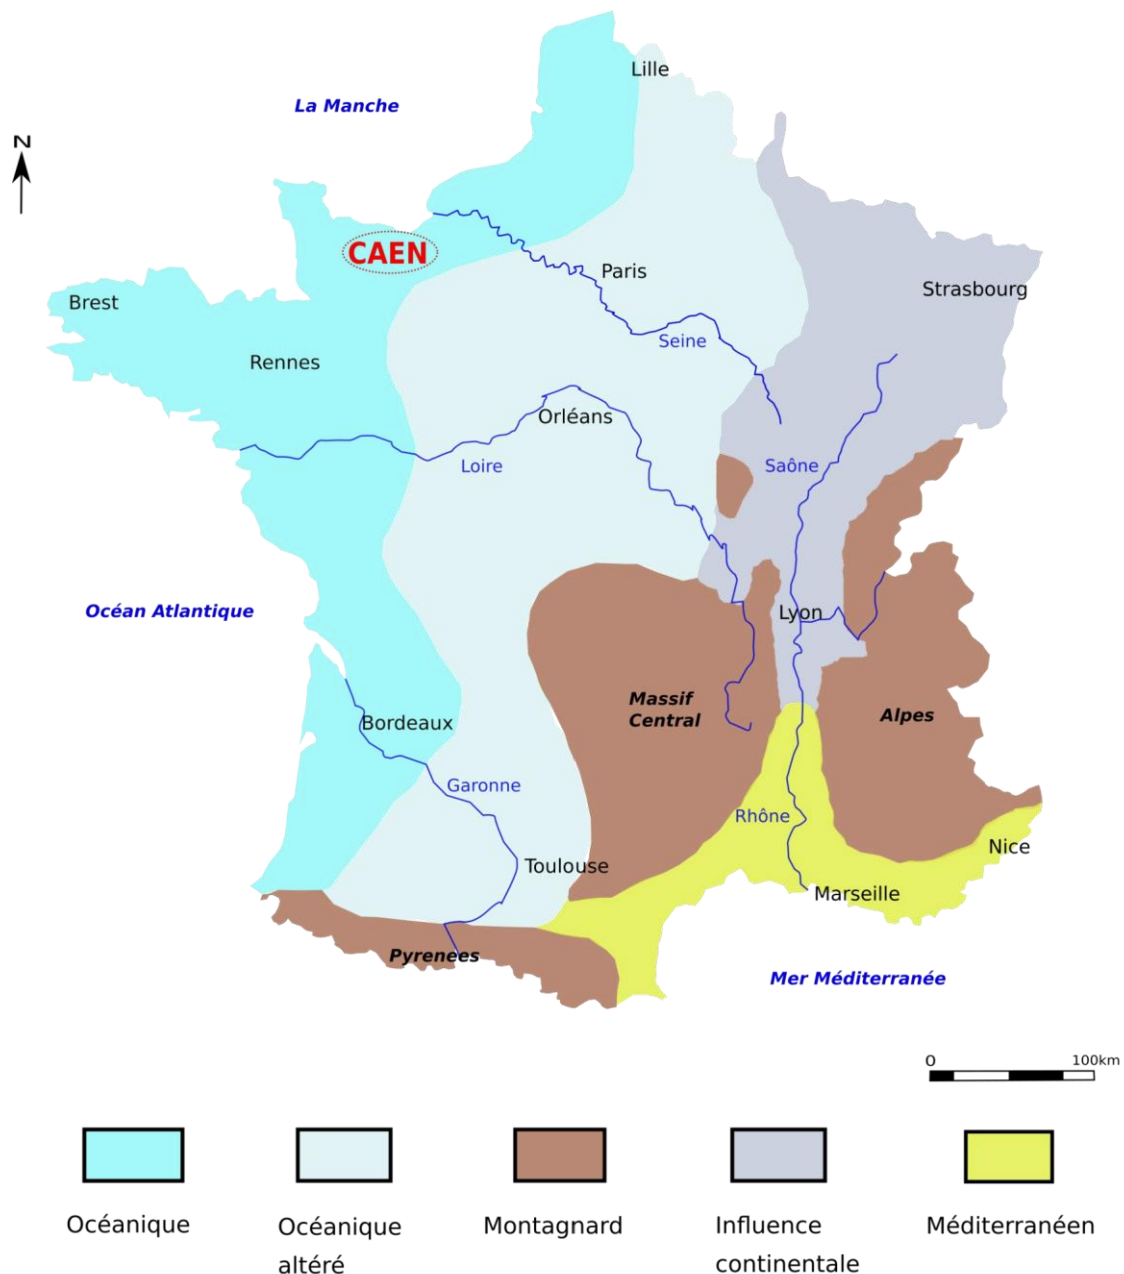 Lille
La Manche
N
CAEN
Paris
Strasbourg
Brest
Seine
Rennes
Orléans
Loire
Saône
Océan Atlantique
Lyon
Massif
Central
Alpes
Bordeaux
Garonne
Rhône
Nice
Toulouse
Marseille
Pyrenées
Mer Méditerranée
0 100km
Océanique
Océanique
altéré
Montagnard
Influence
continentale
Méditerranéen